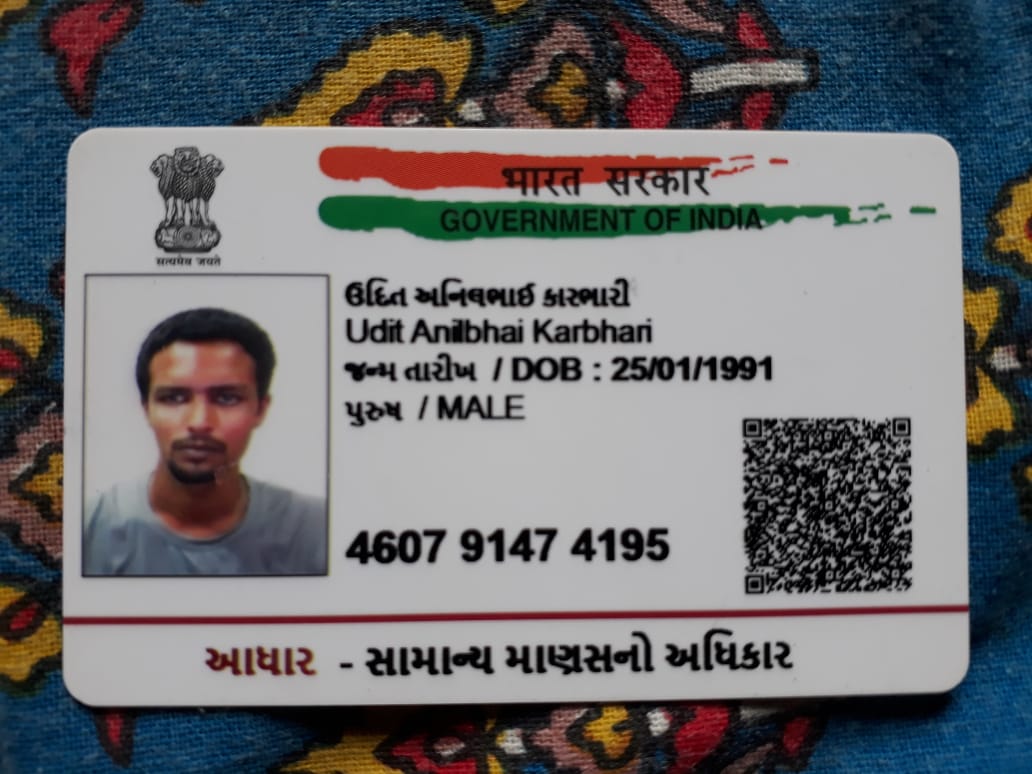 भारत सरकार
GOVERNMENT OF INDIA
सत्यमेव जयते
ઉદિત અનિલભાઈ કારભારી
Udit Anilbhai Karbhari
જન્મ તારીખ / DOB : 25/01/1991
પુરુષ / MALE
4607 9147 4195
આધાર - સામાન્ય માણસનો અધિકાર